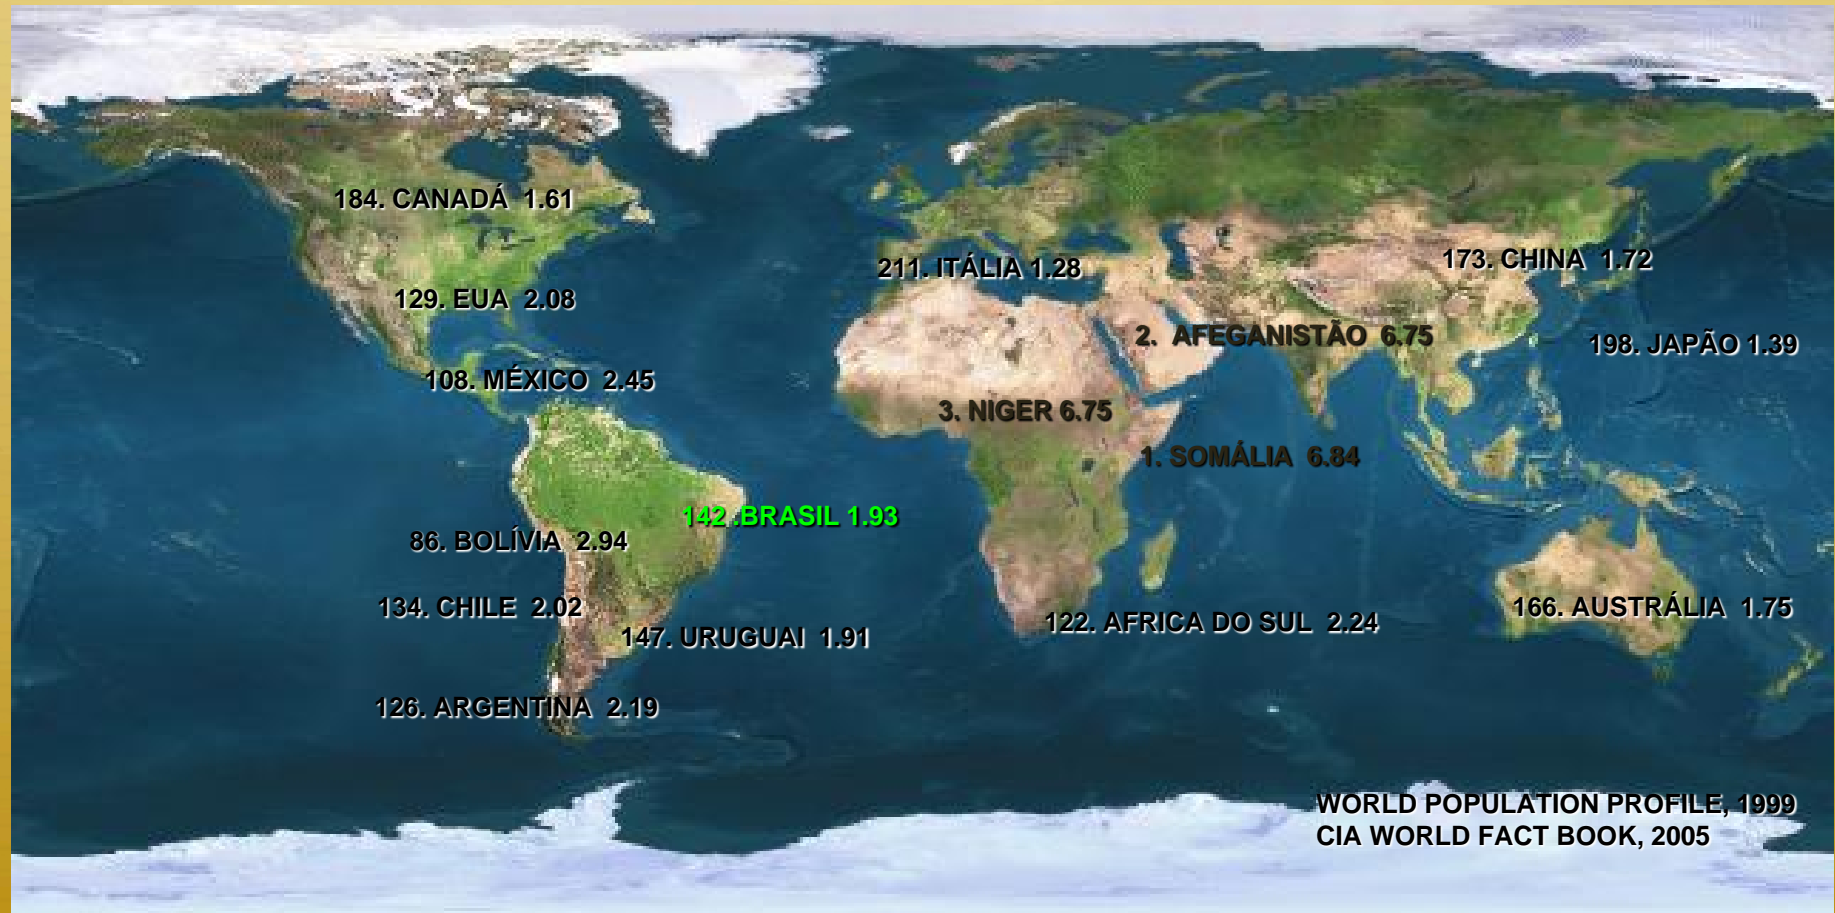 184. CANADÁ 1.61
211. ITÁLIA 1.28
173. CHINA 1.72
129. EUA 2.08
2. AFEGANISTÃO 6.75
198. JAPÃO 1.39
108. MÉXICO 2.45
3. NIGER 6.75
1. SOMÁLIA 6.84
142 .BRASIL 1.93
86. BOLÍVIA 2.94
134. CHILE 2.02
166. AUSTRÁLIA 1.75
122. AFRICA DO SUL 2.24
147. URUGUAI 1.91
126. ARGENTINA 2.19
WORLD POPULATION PROFILE, 1999
CIA WORLD FACT BOOK, 2005